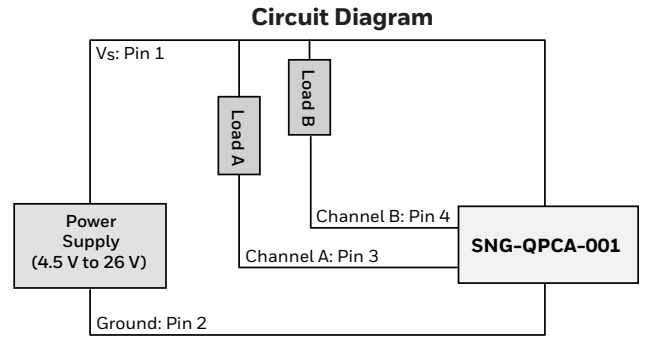 Circuit Diagram
Vs: Pin 1
Load A
Load B
Power
Supply
(4.5 V to 26 V)
Channel B: Pin 4
Channel A: Pin 3
SNG-QPCA-001
Ground: Pin 2